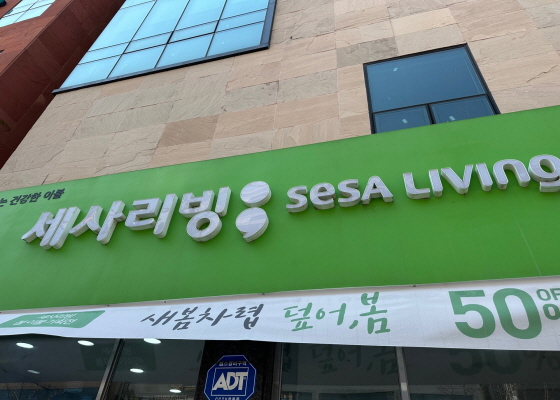 는 건강한 이불
세사리빙; SeSA LIVING
새봄차렵 덮어,봄 50% OFF
ADT